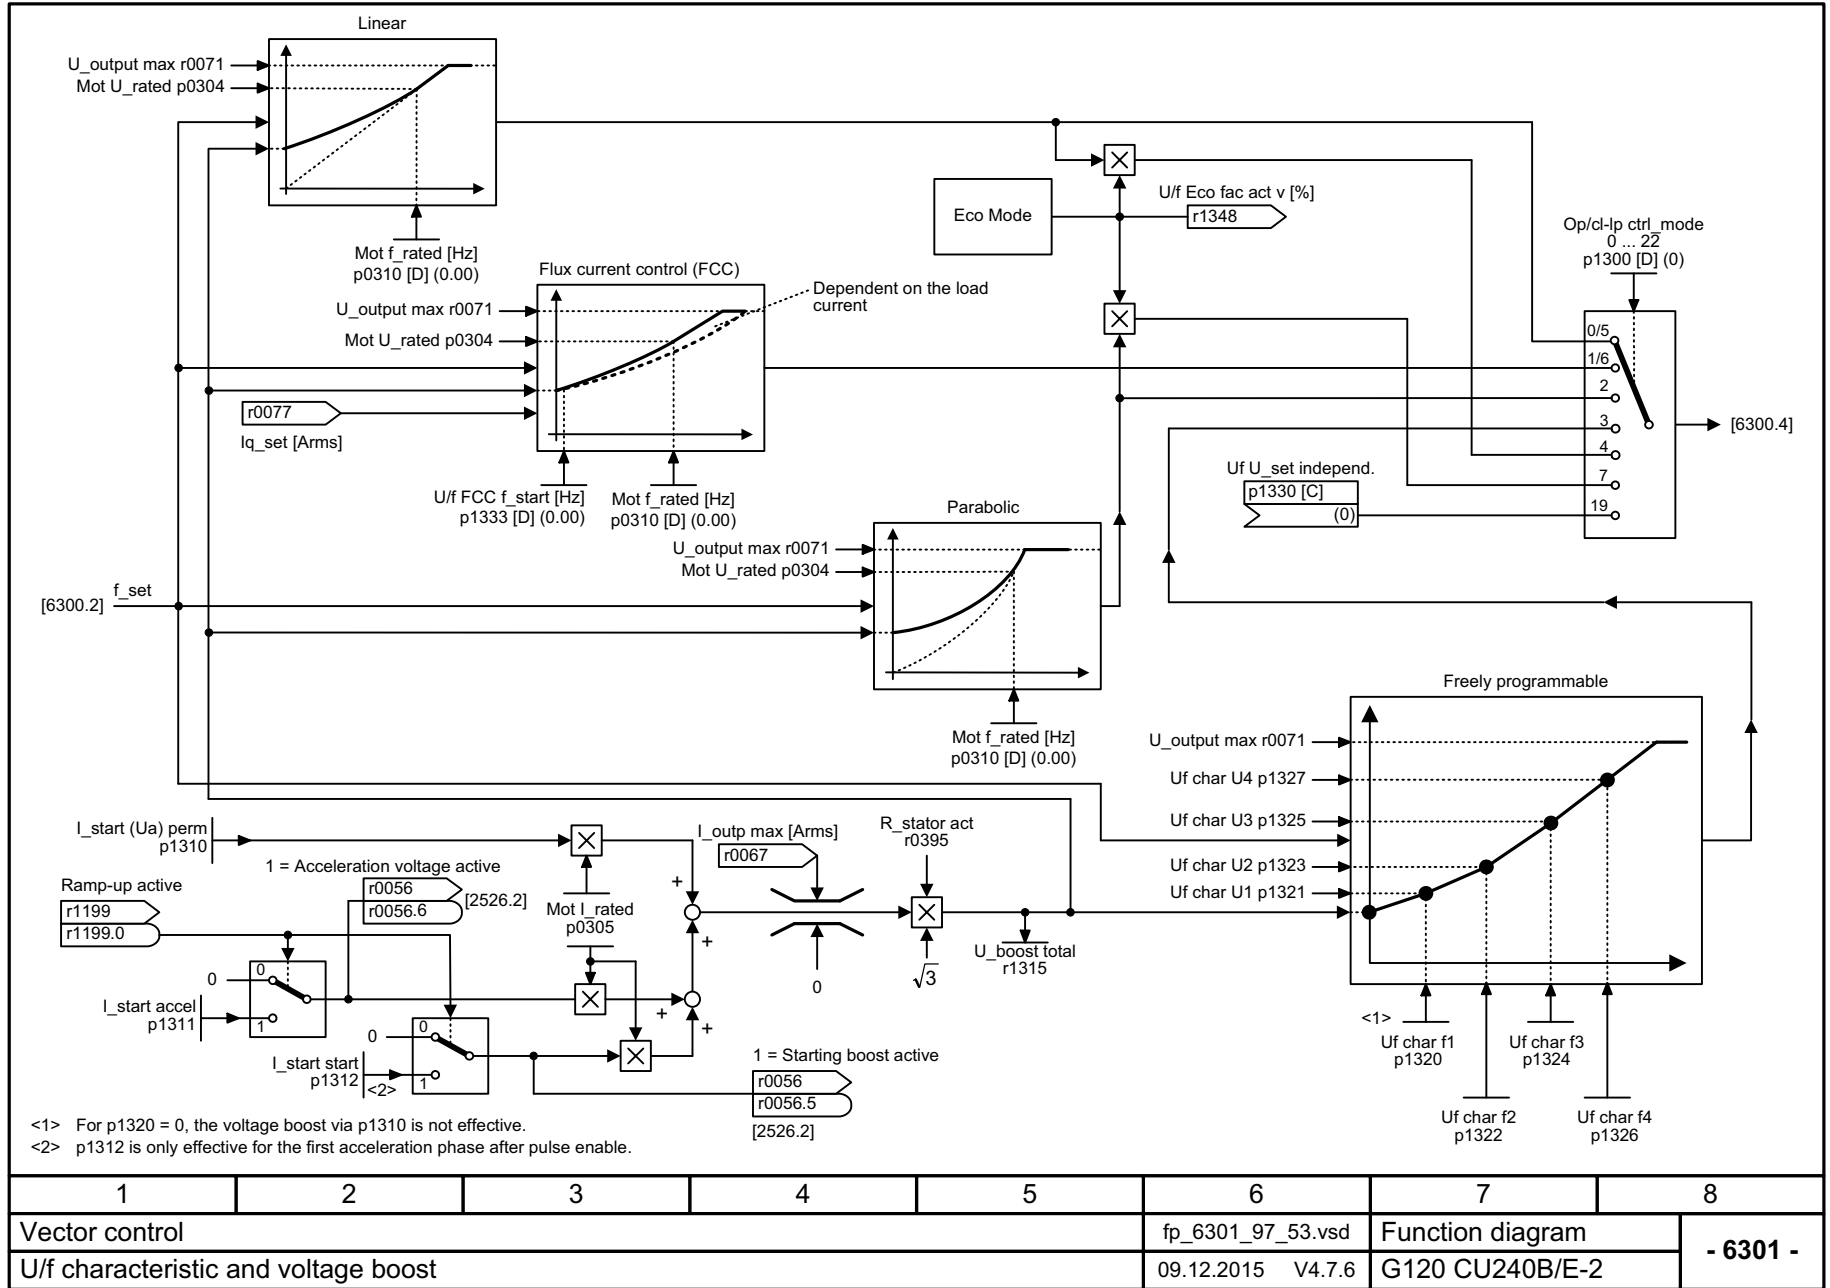 Linear
U_output max r0071
Mot U_rated p0304
Mot f_rated [Hz]
p0310 [D] (0.00)
Flux current control (FCC)
U_output max r0071
Mot U_rated p0304
Dependent on the load
current
r0077
Iq_set [Arms]
U/f FCC f_start [Hz]
p1333 [D] (0.00)
Mot f_rated [Hz]
p0310 [D] (0.00)
Eco Mode
U/f Eco fac act v [%]
r1348
Op/cl-lp ctrl_mode
0 ... 22
p1300 [D] (0)
0/5
1/6
2
3
4
7
19
[6300.4]
Uf U_set independ.
p1330 [C]
(0)
Parabolic
U_output max r0071
Mot U_rated p0304
Mot f_rated [Hz]
p0310 [D] (0.00)
[6300.2]
f_set
Freely programmable
U_output max r0071
Uf char U4 p1327
Uf char U3 p1325
Uf char U2 p1323
Uf char U1 p1321
<1>
Uf char f1
p1320
Uf char f3
p1324
Uf char f2
p1322
Uf char f4
p1326
I_start (Ua) perm
p1310
1 = Acceleration voltage active
r0056
r0056.6
[2526.2]
Ramp-up active
r1199
r1199.0
0
0
1
I_start accel
p1311
0
0
1
I_start start
p1312
<2>
Mot I_rated
p0305
+
+
+
+
I_outp max [Arms]
r0067
0
R_stator act
r0395
√3
U_boost total
r1315
1 = Starting boost active
r0056
r0056.5
[2526.2]
<1> For p1320 = 0, the voltage boost via p1310 is not effective.
<2> p1312 is only effective for the first acceleration phase after pulse enable.
1 2 3 4 5 6 7 8
Vector control
fp_6301_97_53.vsd
Function diagram
- 6301 -
U/f characteristic and voltage boost
09.12.2015 V4.7.6
G120 CU240B/E-2